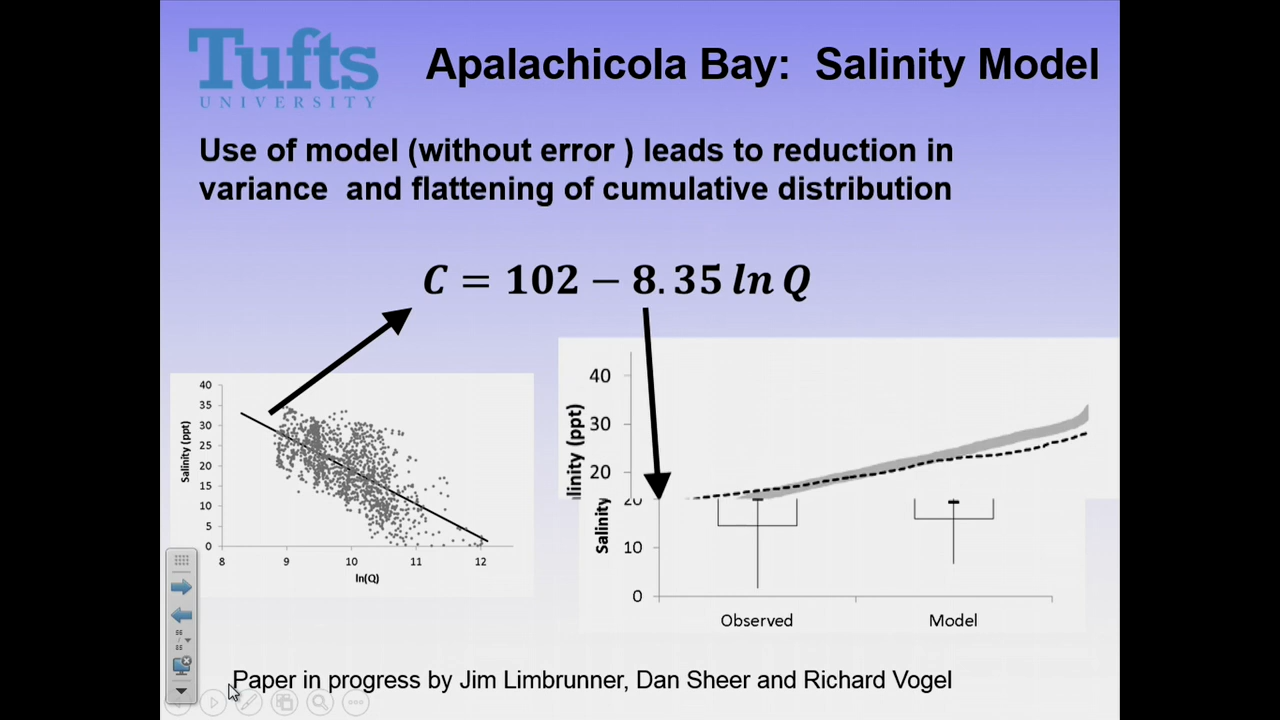 Tufts
UNIVERSITY
Apalachicola Bay: Salinity Model
Use of model (without error ) leads to reduction in
variance and flattening of cumulative distribution
C = 102 − 8.35 ln Q
40
35
30
25
20
15
10
5
0
Salinity (ppt)
8 9 10 11 12
ln(Q)
40
30
20
linity (ppt)
Salinity
20
10
0
Observed Model
Paper in progress by Jim Limbrunner, Dan Sheer and Richard Vogel